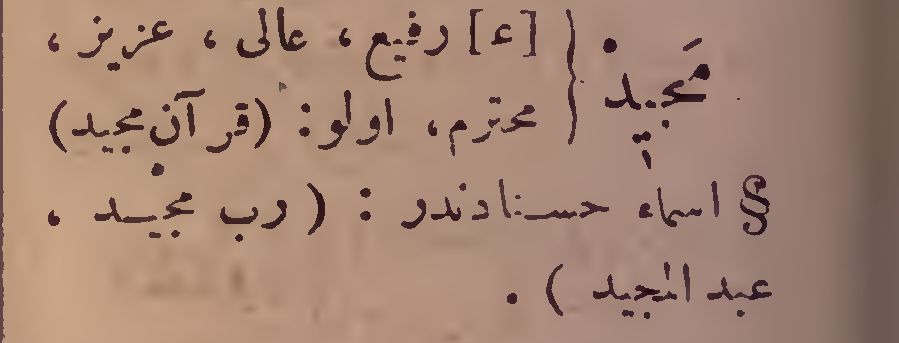 مَجيد { [ع] رفيع، عالى، عزيز،
محترم، اولو: (قرآن مجيد)
§ اسماء حسنادندر: (رب مجيد.
عبد المجيد).